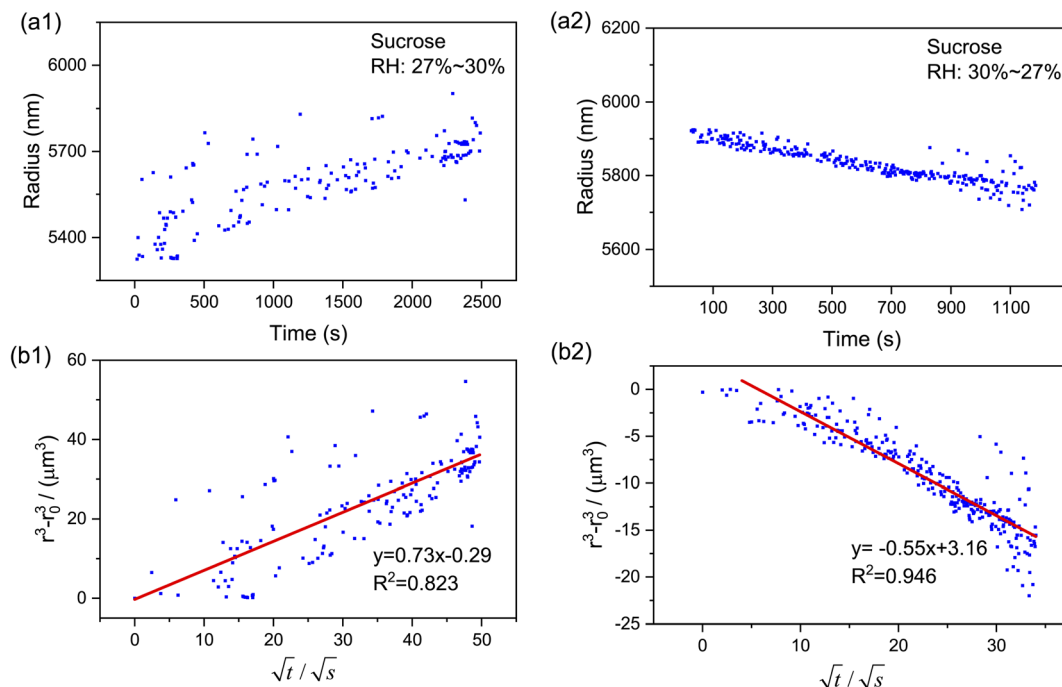 (a1)
Sucrose
RH: 27%~30%
Radius (nm)
6000
5700
5400
0 500 1000 1500 2000 2500
Time (s)
(a2)
Sucrose
RH: 30%~27%
Radius (nm)
6200
6000
5800
5600
100 300 500 700 900 1100
Time (s)
(b1)
r³-r₀³ / (μm³)
60
40
20
0
y=0.73x-0.29
R²=0.823
0 10 20 30 40 50
√t / √s
(b2)
r³-r₀³ / (μm³)
0
-5
-10
-15
-20
-25
y= -0.55x+3.16
R²=0.946
0 10 20 30
√t / √s